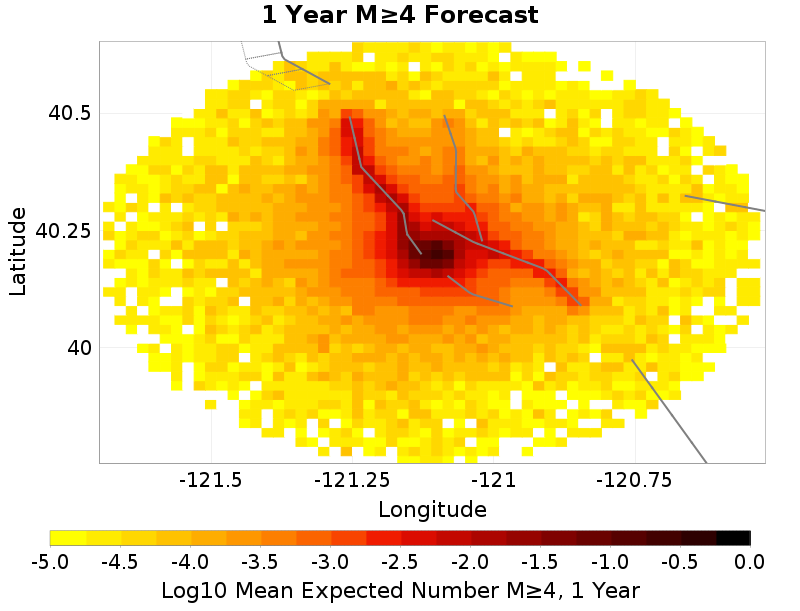 1 Year M≥4 Forecast
Latitude
40.5
40.25
40
-121.5 -121.25 -121 -120.75
Longitude
-5.0 -4.5 -4.0 -3.5 -3.0 -2.5 -2.0 -1.5 -1.0 -0.5 0.0
Log10 Mean Expected Number M≥4, 1 Year